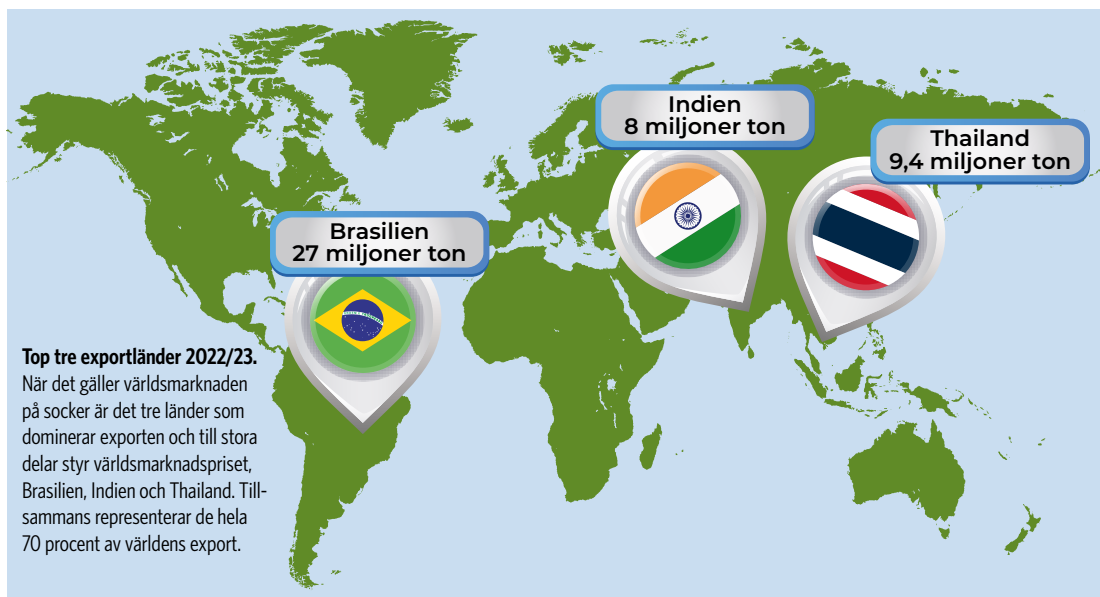 Indien
8 miljoner ton
Thailand
9,4 miljoner ton
Brasilien
27 miljoner ton
Top tre exportländer 2022/23.
När det gäller världsmarknaden
på socker är det tre länder som
dominerar exporten och till stora
delar styr världsmarknadspriset,
Brasilien, Indien och Thailand. Till-
sammans representerar de hela
70 procent av världens export.